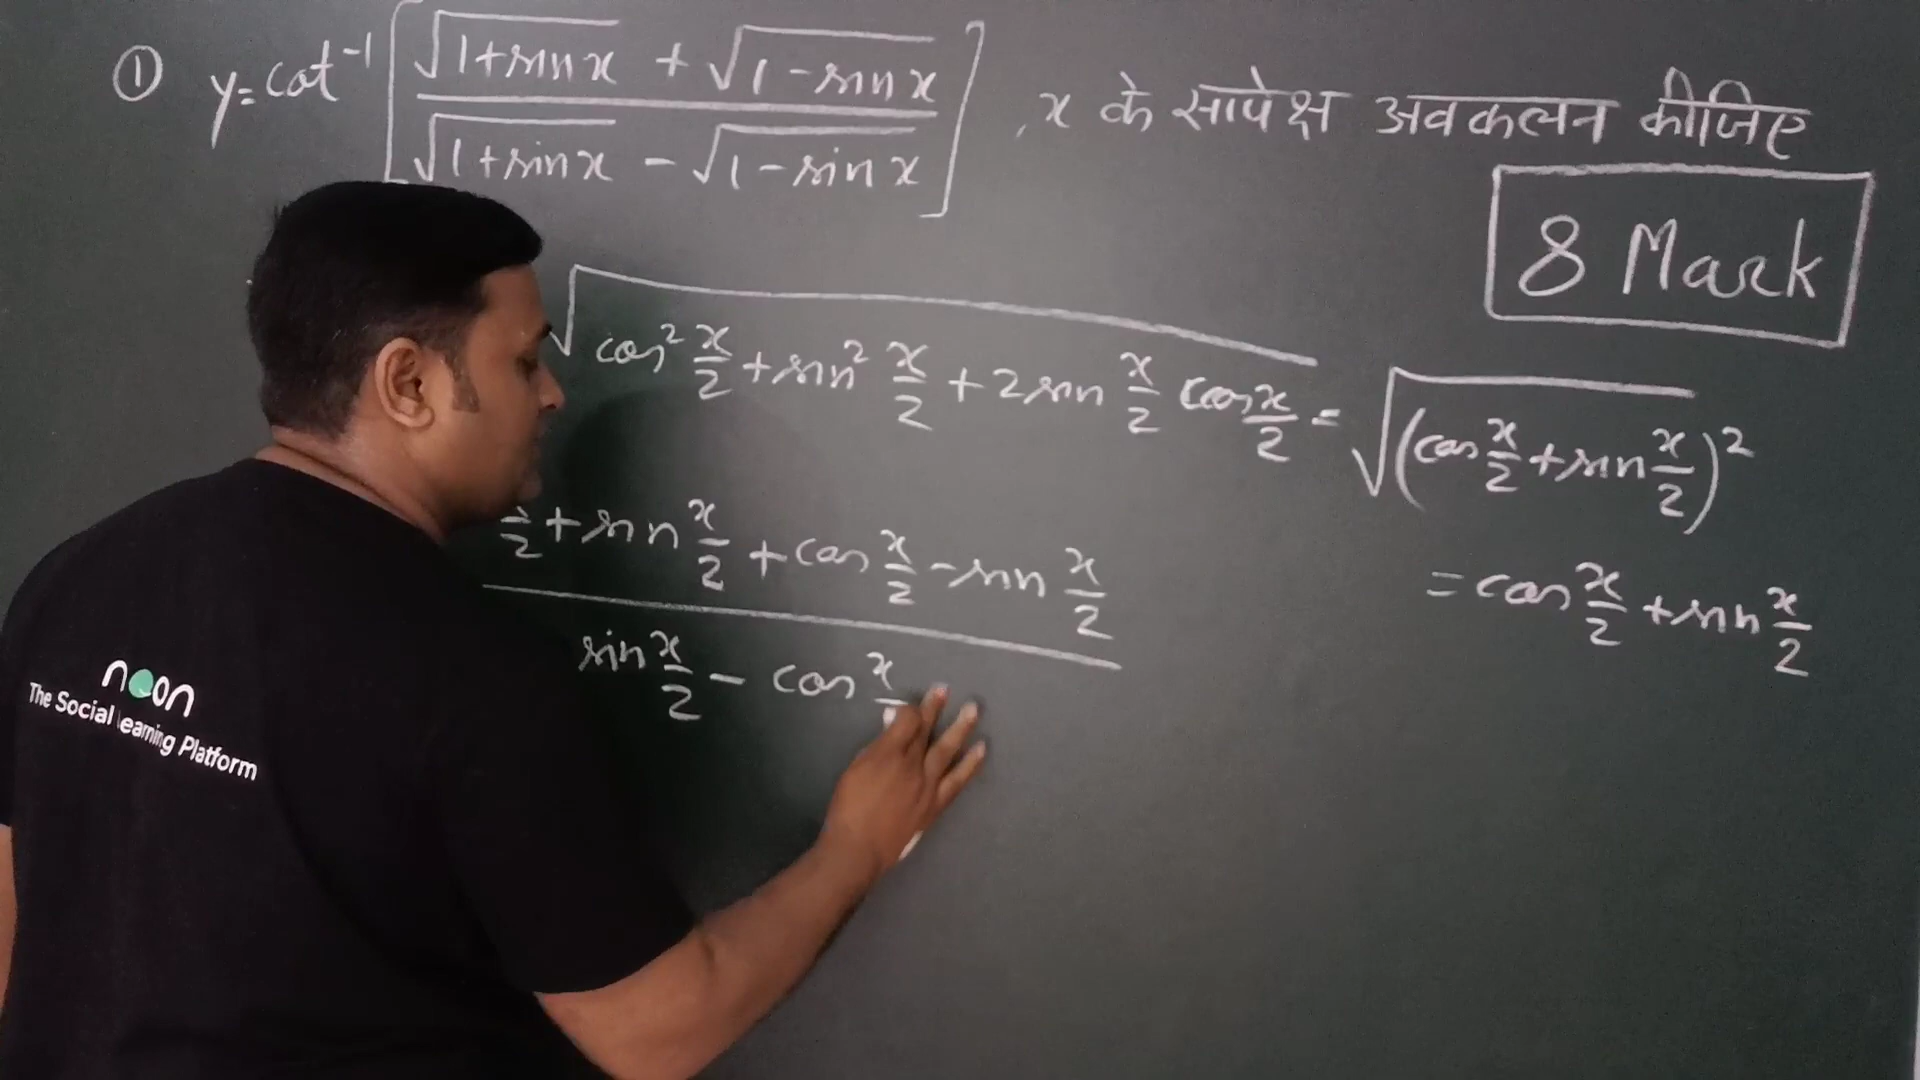 ① y=cot⁻¹[(√(1+sin x) + √(1-sin x))/(√(1+sin x) - √(1-sin x))] , x के सापेक्ष अवकलन कीजिए
8 Mark
√(cos² x/2 + sin² x/2 + 2 sin x/2 cos x/2) = √((cos x/2 + sin x/2)²)
/2 + sin x/2 + cos x/2 - sin x/2
= cos x/2 + sin x/2
sin x/2 - cos x/
noon
The Social Learning Platform